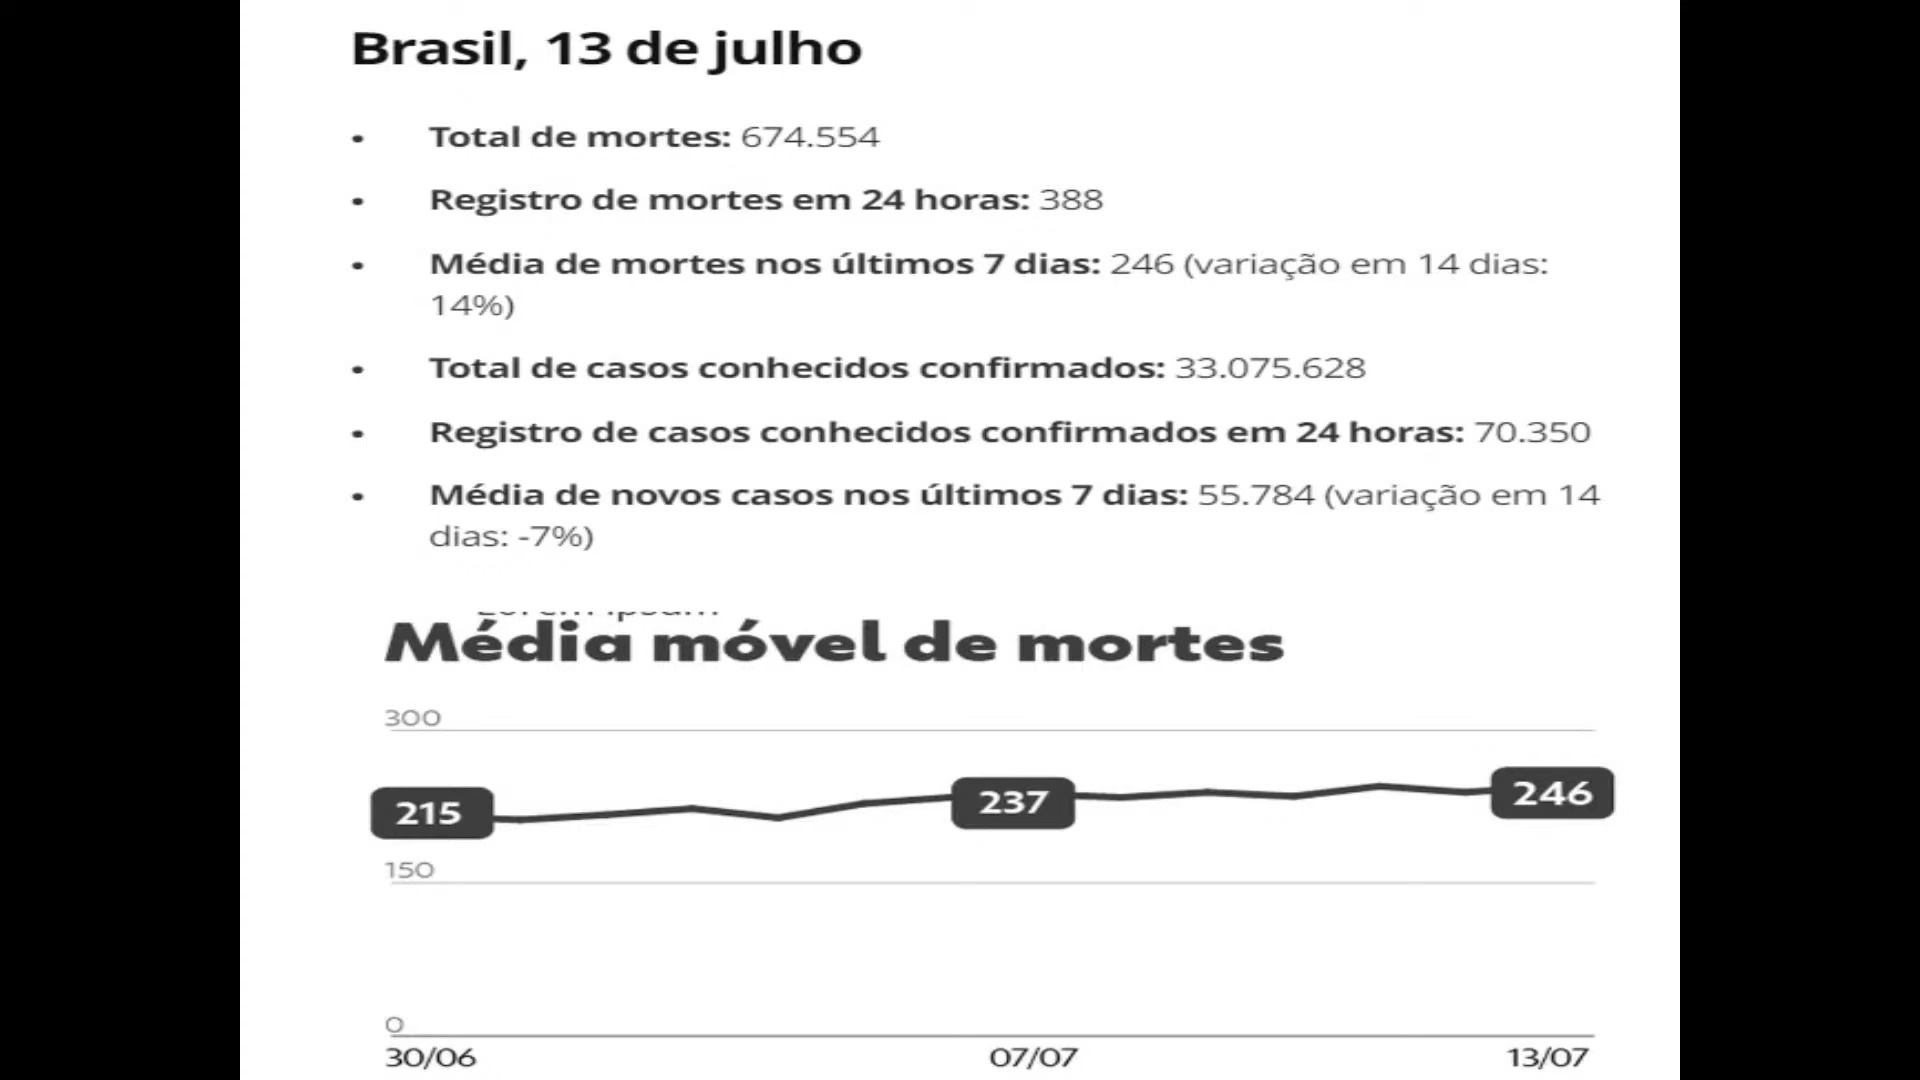 Brasil, 13 de julho
• Total de mortes: 674.554
• Registro de mortes em 24 horas: 388
• Média de mortes nos últimos 7 dias: 246 (variação em 14 dias:
14%)
• Total de casos conhecidos confirmados: 33.075.628
• Registro de casos conhecidos confirmados em 24 horas: 70.350
• Média de novos casos nos últimos 7 dias: 55.784 (variação em 14
dias: -7%)
Média móvel de mortes
300
215
237
246
150
0
30/06 07/07 13/07